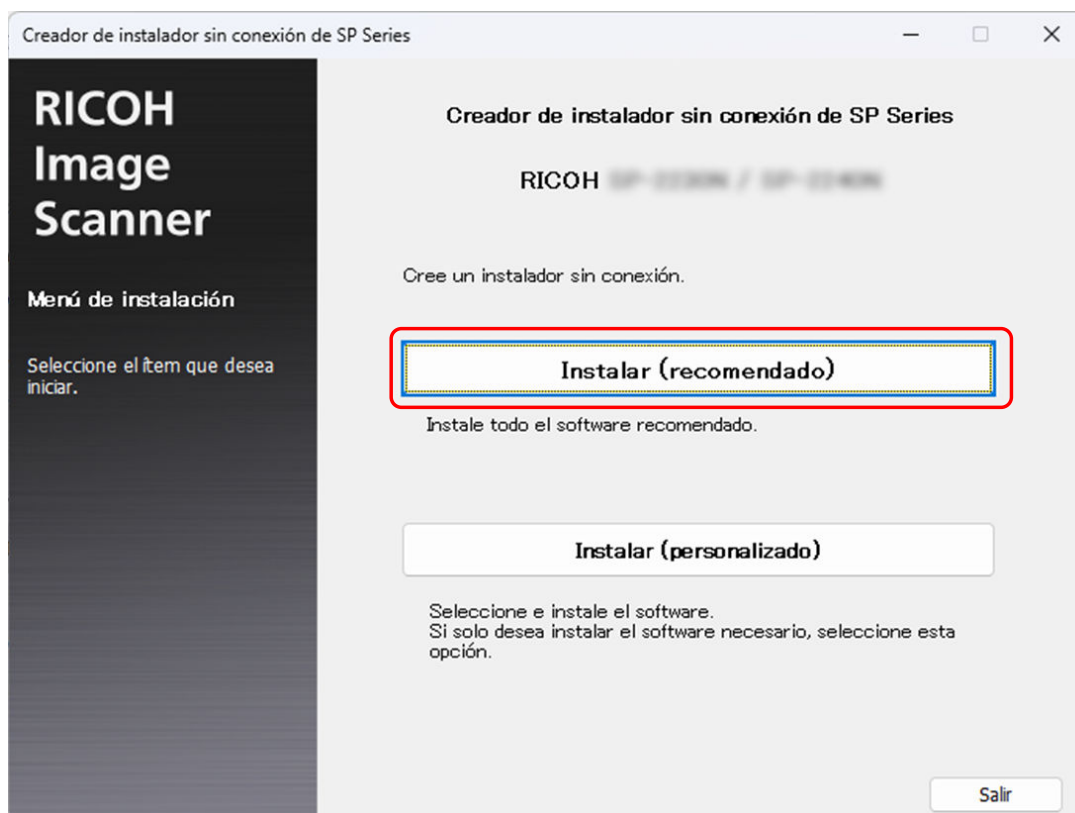 Creador de instalador sin conexión de SP Series
RICOH
Image
Scanner
Menú de instalación
Seleccione el ítem que desea
iniciar.
Creador de instalador sin conexión de SP Series
RICOH
Cree un instalador sin conexión.
Instalar (recomendado)
Instale todo el software recomendado.
Instalar (personalizado)
Seleccione e instale el software.
Si solo desea instalar el software necesario, seleccione esta
opción.
Salir